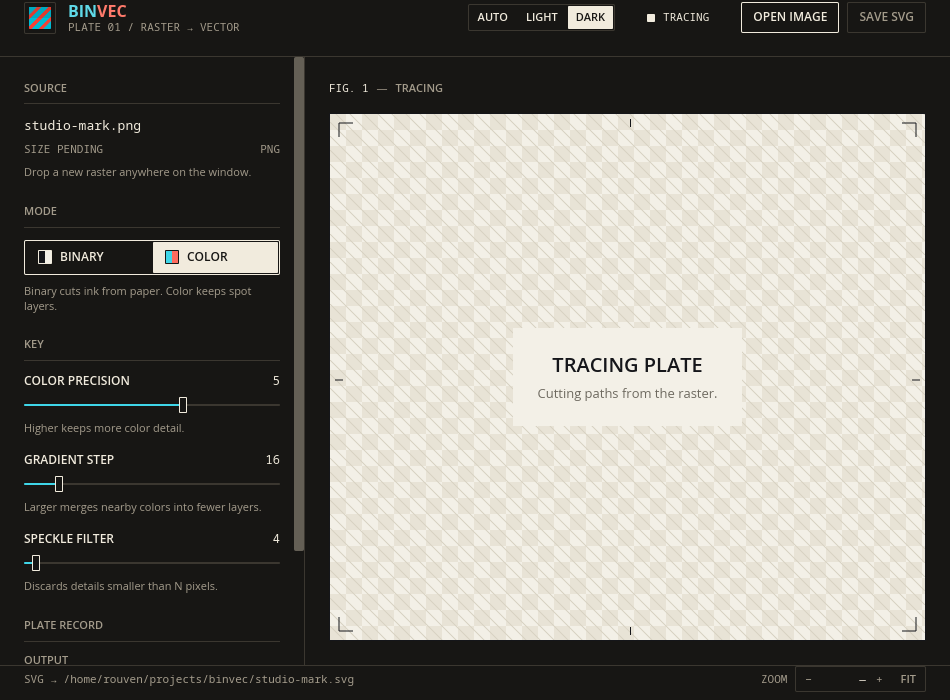 BINVEC
PLATE 01 / RASTER → VECTOR
AUTO LIGHT DARK
TRACING
OPEN IMAGE
SAVE SVG
SOURCE
studio-mark.png
SIZE PENDING PNG
Drop a new raster anywhere on the window.
MODE
BINARY COLOR
Binary cuts ink from paper. Color keeps spot
layers.
KEY
COLOR PRECISION 5
Higher keeps more color detail.
GRADIENT STEP 16
Larger merges nearby colors into fewer layers.
SPECKLE FILTER 4
Discards details smaller than N pixels.
PLATE RECORD
OUTPUT
FIG. 1 — TRACING
TRACING PLATE
Cutting paths from the raster.
SVG → /home/rouven/projects/binvec/studio-mark.svg
ZOOM − — + FIT